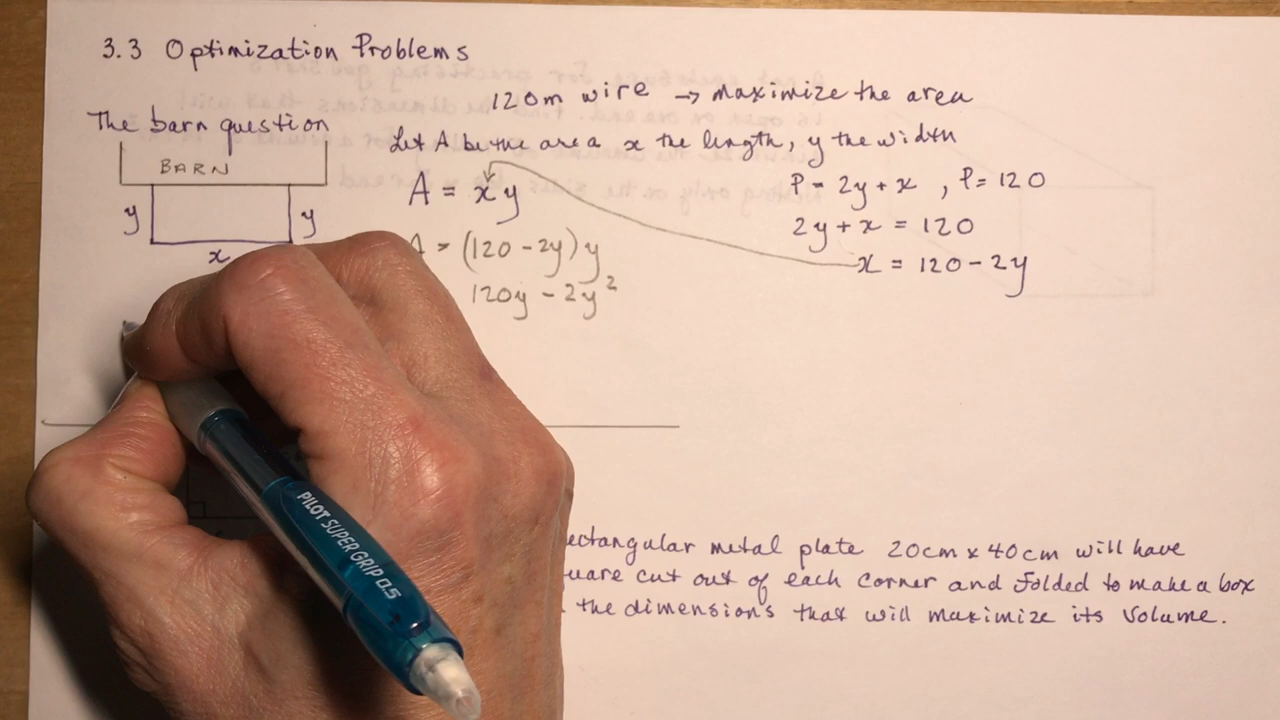 3.3 Optimization Problems
120m wire → maximize the area
The barn question
Let A be the area x the length, y the width
BARN
A = xy
P = 2y + x , P = 120
y
y
2y + x = 120
x
A = (120 - 2y) y
x = 120 - 2y
120y - 2y²
PILOT SUPER GRIP 0.5
rectangular metal plate 20cm x 40cm will have
cut out of each corner and folded to make a box
the dimensions that will maximize its volume.